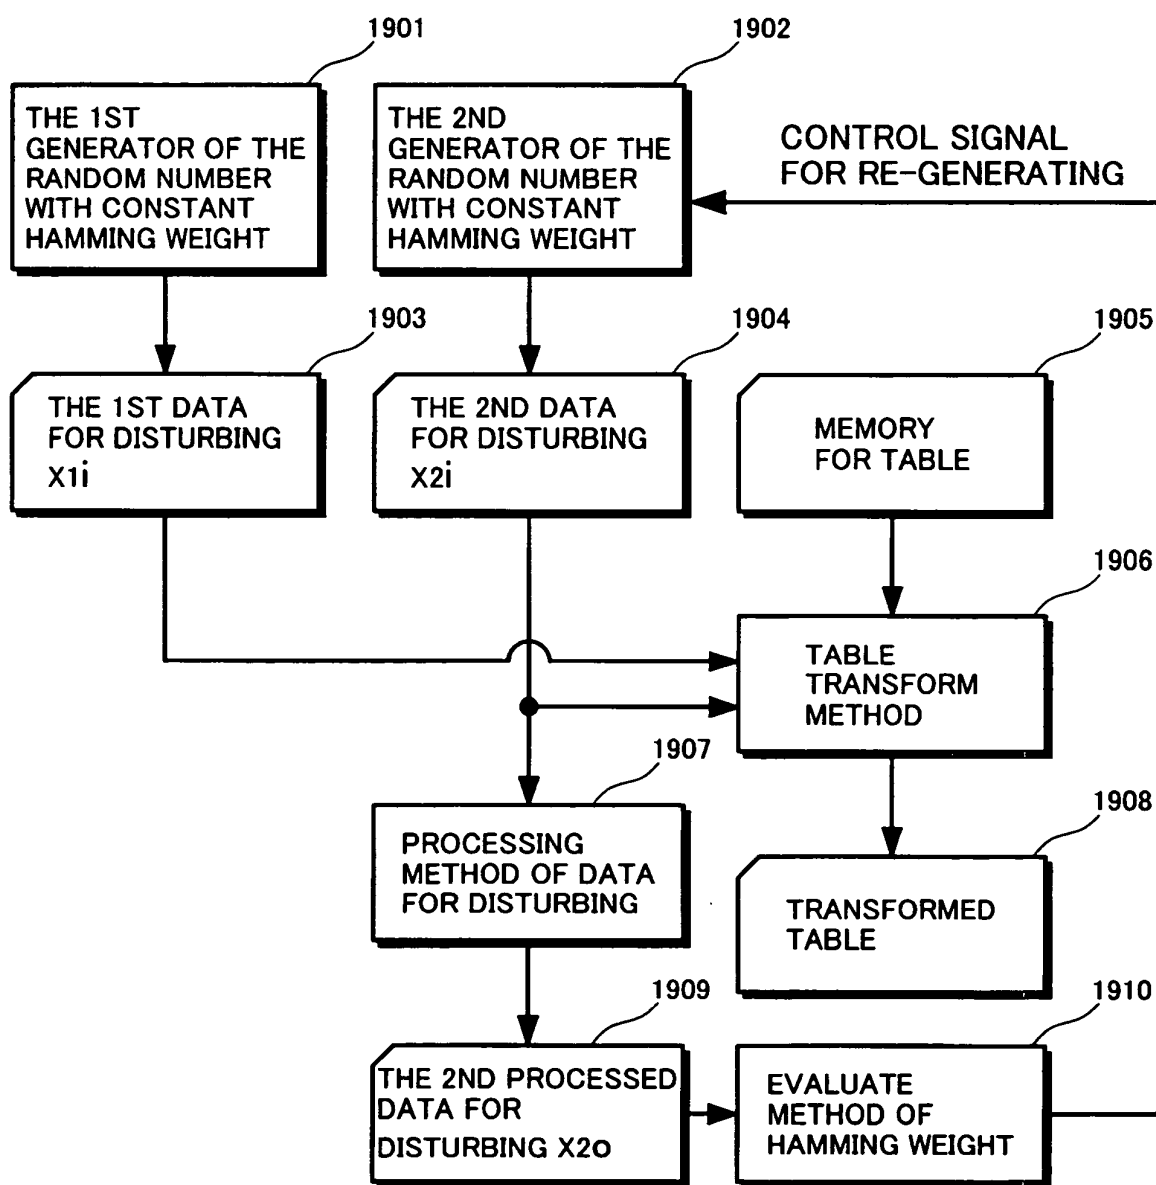 1901
1902
THE 1ST
GENERATOR OF THE
RANDOM NUMBER
WITH CONSTANT
HAMMING WEIGHT
THE 2ND
GENERATOR OF THE
RANDOM NUMBER
WITH CONSTANT
HAMMING WEIGHT
CONTROL SIGNAL
FOR RE-GENERATING
1903
1904
1905
THE 1ST DATA
FOR DISTURBING
X1i
THE 2ND DATA
FOR DISTURBING
X2i
MEMORY
FOR TABLE
1906
TABLE
TRANSFORM
METHOD
1907
1908
PROCESSING
METHOD OF DATA
FOR DISTURBING
TRANSFORMED
TABLE
1909
1910
THE 2ND PROCESSED
DATA FOR
DISTURBING X2o
EVALUATE
METHOD OF
HAMMING WEIGHT